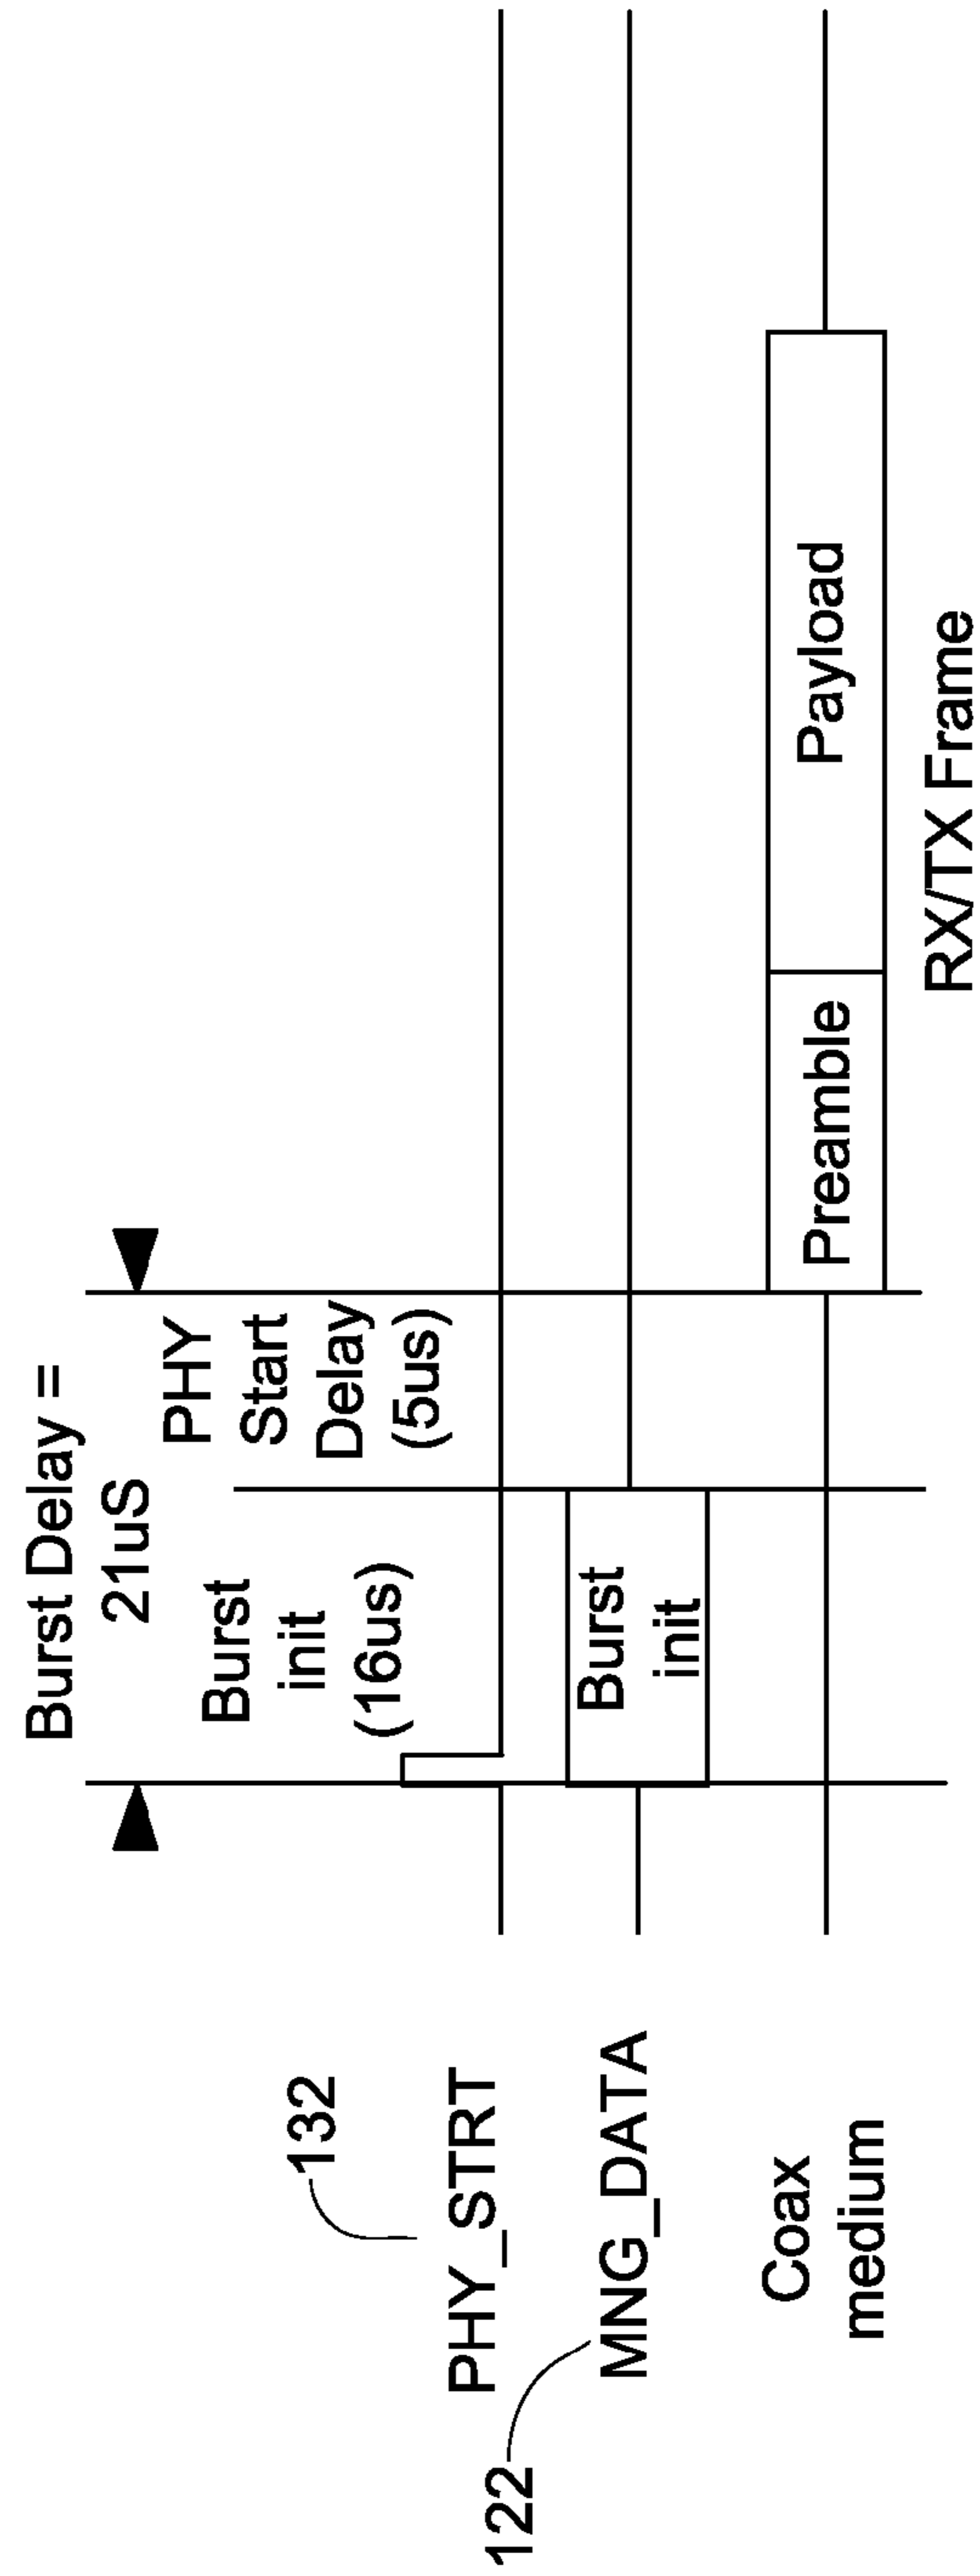 Burst Delay =
21uS
Burst
init
(16us)
PHY
Start
Delay
(5us)
132
PHY_STRT
122
MNG_DATA
Burst
init
Coax
medium
Preamble
Payload
RX/TX Frame